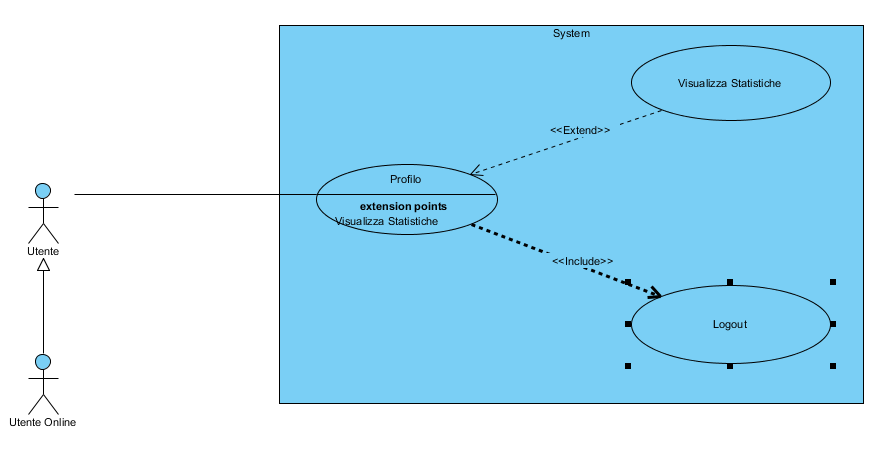 System
Visualizza Statistiche
<<Extend>>
Profilo
extension points
Visualizza Statistiche
Utente
<<Include>>
Logout
Utente Online